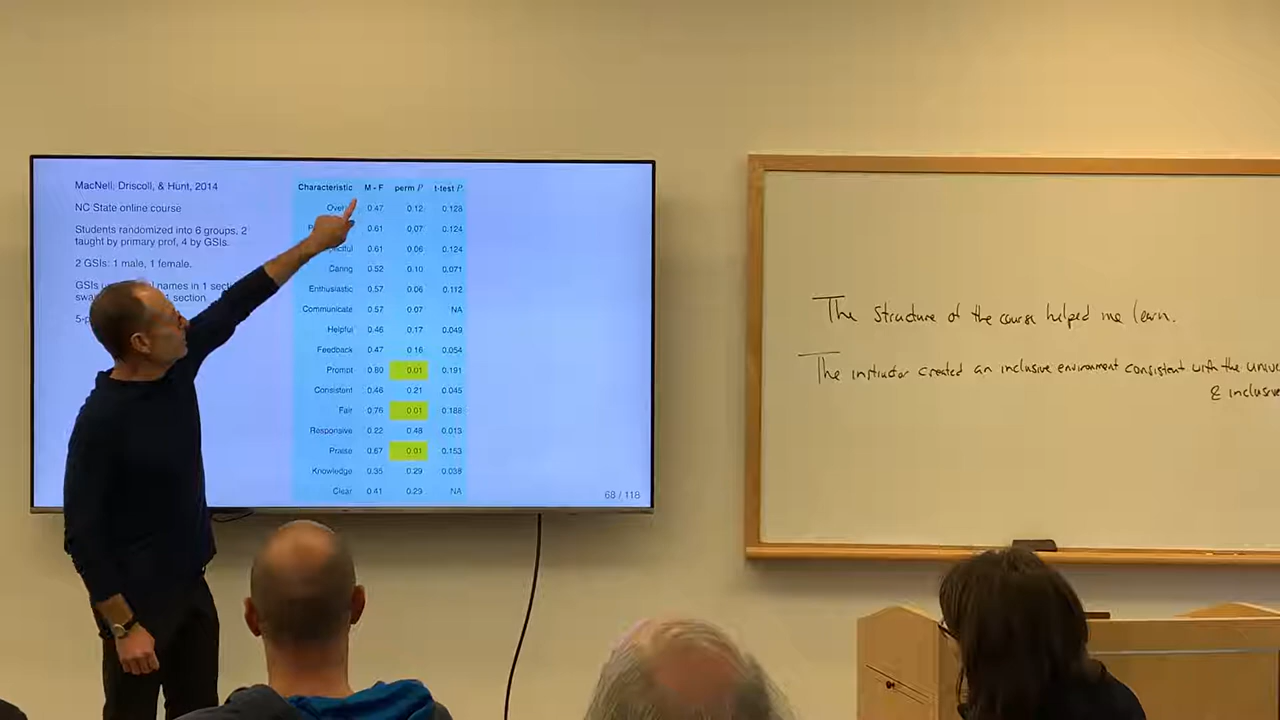 MacNell, Driscoll, & Hunt, 2014
NC State online course
Students randomized into 6 groups, 2
taught by primary prof, 4 by GSIs.
2 GSIs: 1 male, 1 female.
GSIs names in 1
1 section
Characteristic M - F perm P t-test P
0.47 0.12 0.128
0.61 0.07 0.124
0.61 0.06 0.124
Caring 0.52 0.10 0.071
Enthusiastic 0.57 0.06 0.112
Communicate 0.57 0.07 NA
Helpful 0.46 0.17 0.049
Feedback 0.47 0.16 0.054
Prompt 0.80 0.01 0.191
Consistent 0.46 0.21 0.045
Fair 0.76 0.01 0.188
Responsive 0.22 0.48 0.013
Praise 0.67 0.01 0.153
Knowledge 0.35 0.29 0.038
Clear 0.41 0.29 NA
68 / 118
The structure of the course helped me learn.
The instructor created an inclusive environment consistent with the
& inclusive